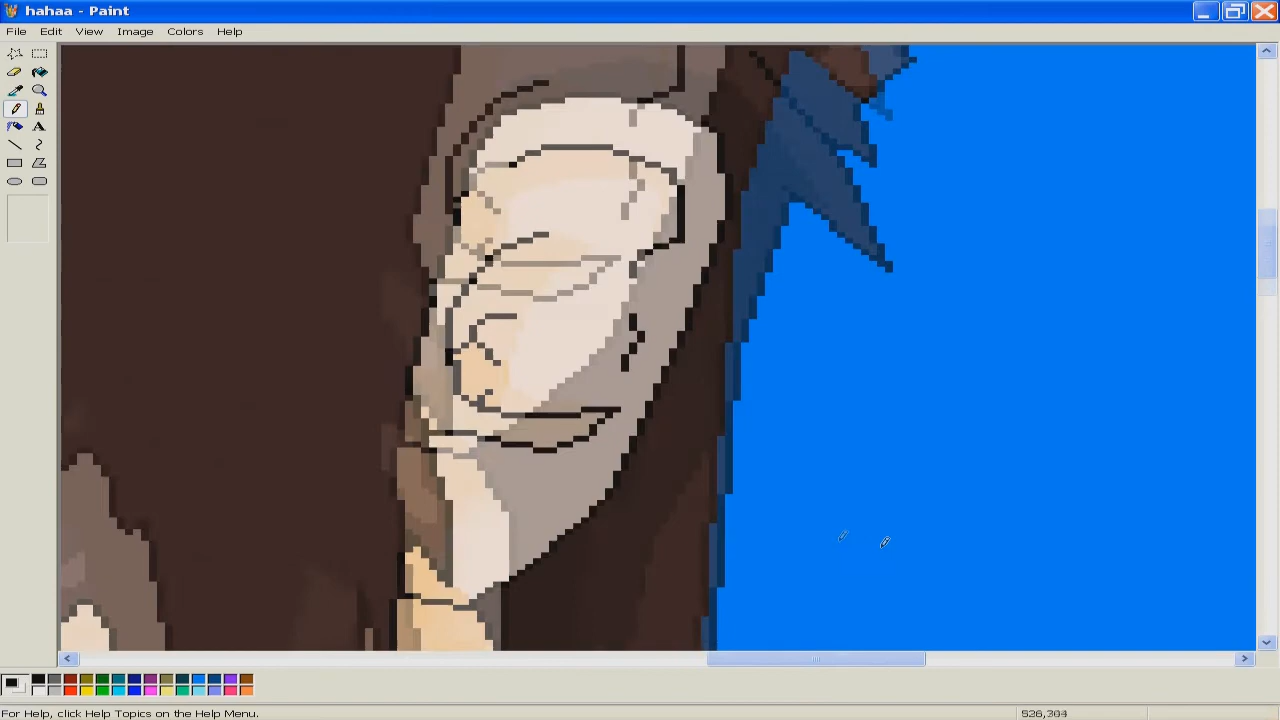 hahaa - Paint
File Edit View Image Colors Help
For Help, click Help Topics on the Help Menu.
526,304